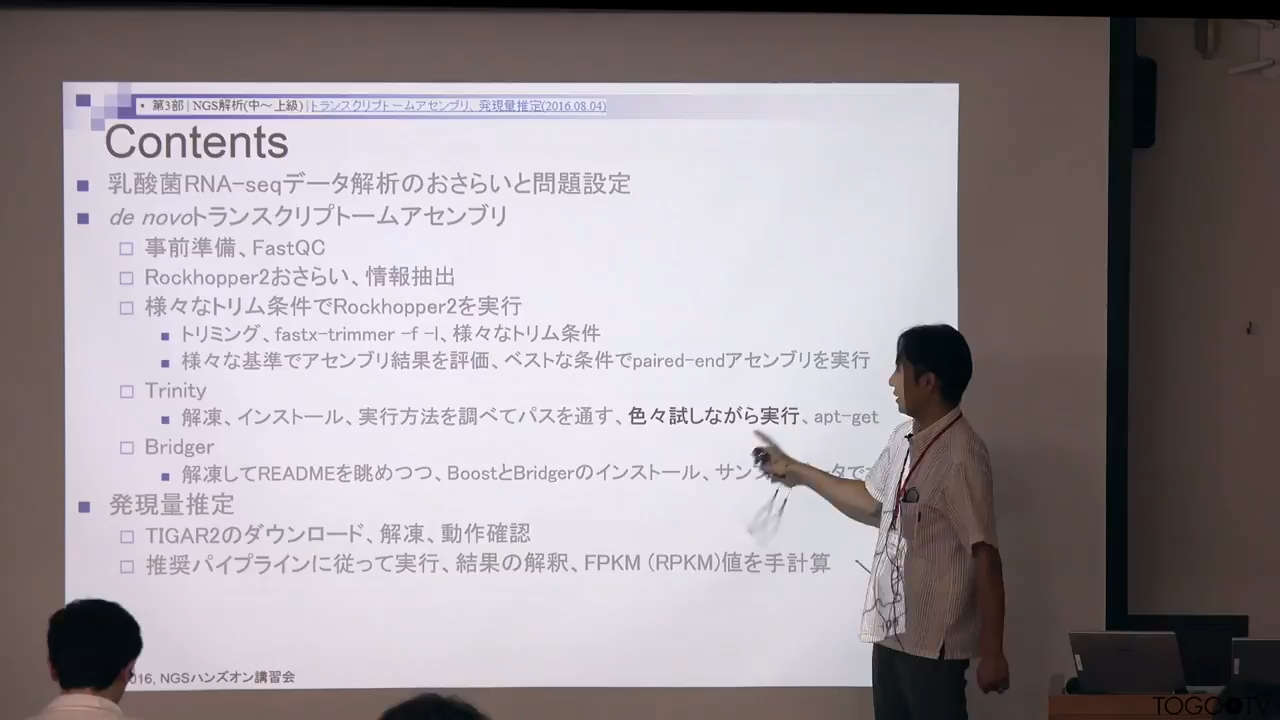 • 第3部 | NGS解析(中～上級) | トランスクリプトームアセンブリ、発現量推定(2016.08.04)
Contents
乳酸菌RNA-seqデータ解析のおさらいと問題設定
de novoトランスクリプトームアセンブリ
事前準備、FastQC
Rockhopper2おさらい、情報抽出
様々なトリム条件でRockhopper2を実行
トリミング、fastx-trimmer -f -l、様々なトリム条件
様々な基準でアセンブリ結果を評価、ベストな条件でpaired-endアセンブリを実行
Trinity
解凍、インストール、実行方法を調べてパスを通す、色々試しながら実行、apt-get
Bridger
解凍してREADMEを眺めつつ、BoostとBridgerのインストール、サン
発現量推定
TIGAR2のダウンロード、解凍、動作確認
推奨パイプラインに従って実行、結果の解釈、FPKM (RPKM)値を手計算
016, NGSハンズオン講習会
TOGOTV